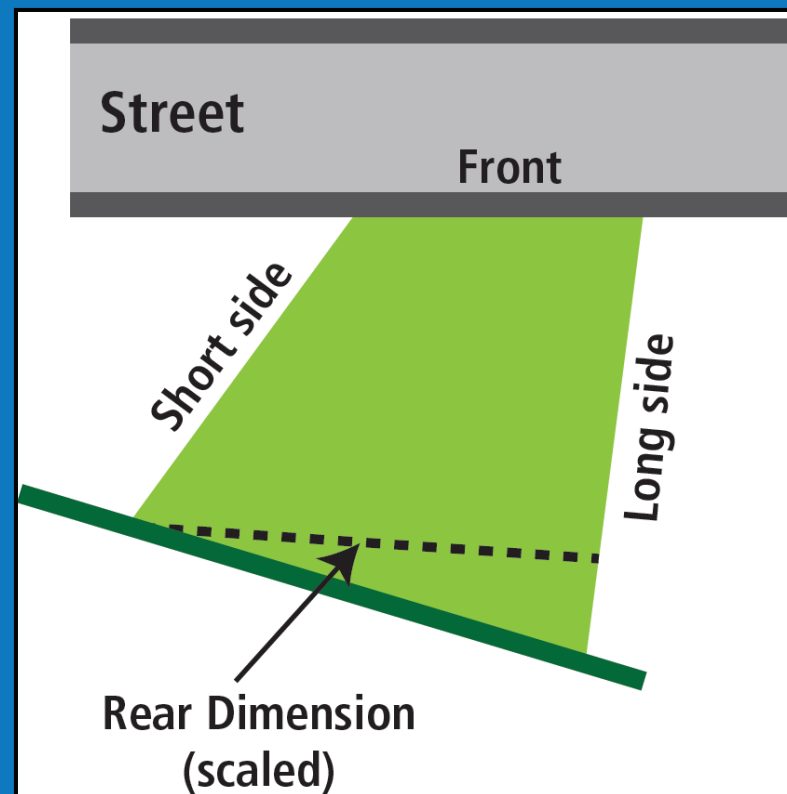 Street
Front
Short side
Long side
Rear Dimension
(scaled)